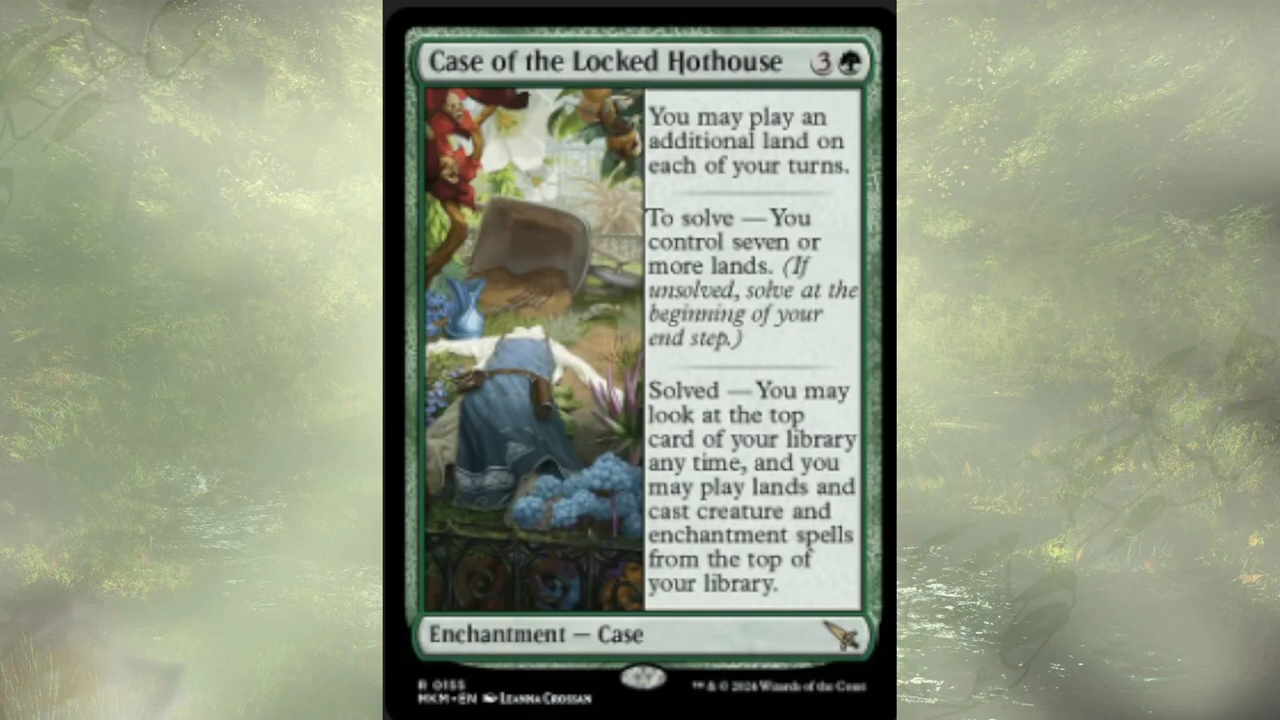 Case of the Locked Hothouse 3
You may play an
additional land on
each of your turns.
To solve — You
control seven or
more lands. (If
unsolved, solve at the
beginning of your
end step.)
Solved — You may
look at the top
card of your library
any time, and you
may play lands and
cast creature and
enchantment spells
from the top of
your library.
Enchantment — Case
R 0155
MKM • EN Leanna Crossan
™ & © 2024 Wizards of the Coast